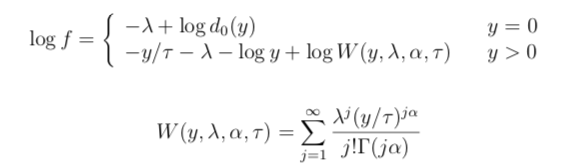 log f = { −λ + log d₀(y) y = 0
−y/τ − λ − log y + log W(y, λ, α, τ) y > 0
W(y, λ, α, τ) = ∑_{j=1}^{∞} λ^j (y/τ)^{jα} / j!Γ(jα)